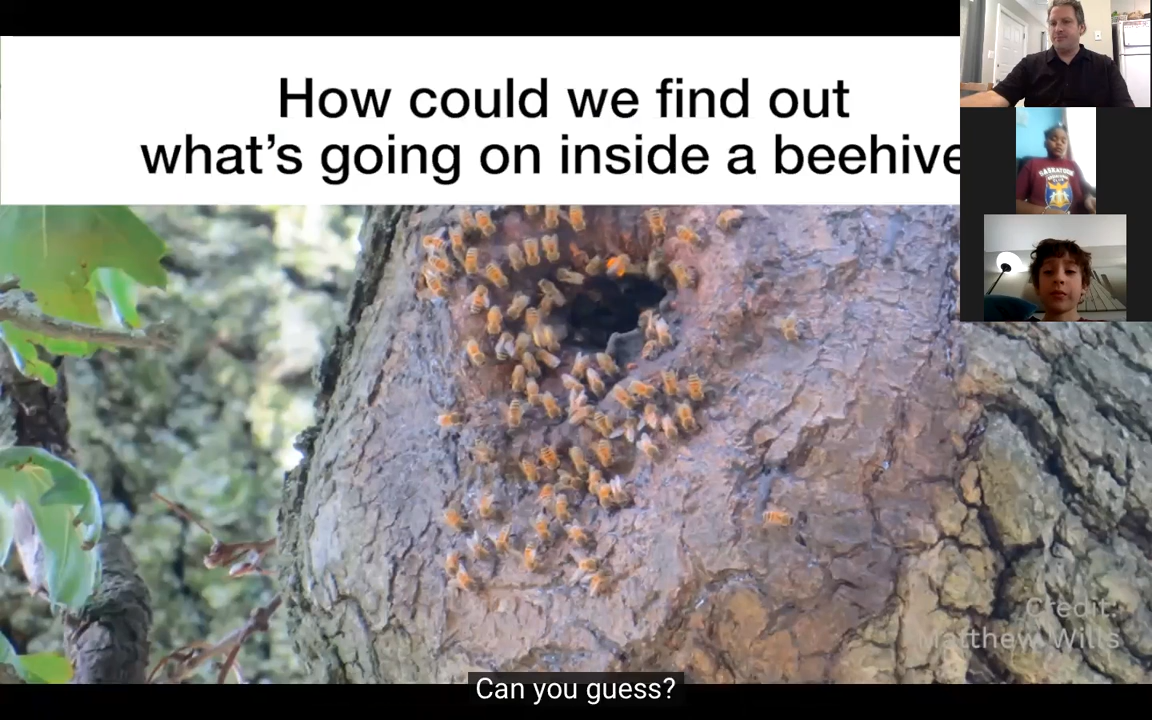 How could we find out
what's going on inside a beehive
Credit:
Matthew Wills
Can you guess?